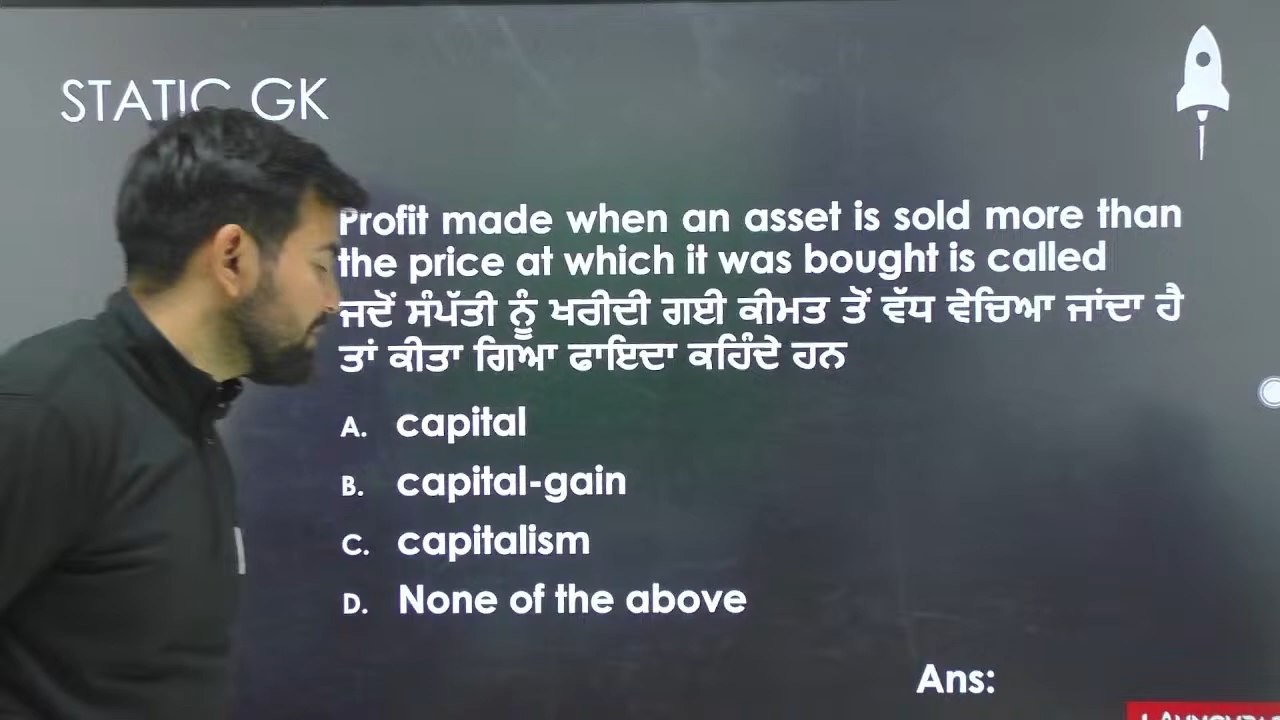 STATIC GK
Profit made when an asset is sold more than
the price at which it was bought is called
ਜਦੋਂ ਸੰਪੱਤੀ ਨੂੰ ਖਰੀਦੀ ਗਈ ਕੀਮਤ ਤੋਂ ਵੱਧ ਵੇਚਿਆ ਜਾਂਦਾ ਹੈ
ਤਾਂ ਕੀਤਾ ਗਿਆ ਫਾਇਦਾ ਕਹਿੰਦੇ ਹਨ
A. capital
B. capital-gain
C. capitalism
D. None of the above
Ans: